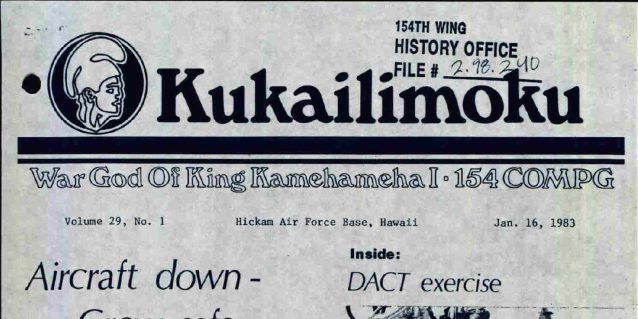 154TH WING
HISTORY OFFICE
FILE # 2.98.240
Kukailimoku
War God Of King Kamehameha I · 154 COMPG
Volume 29, No. 1 Hickam Air Force Base, Hawaii Jan. 16, 1983
Aircraft down -
Inside:
DACT exercise